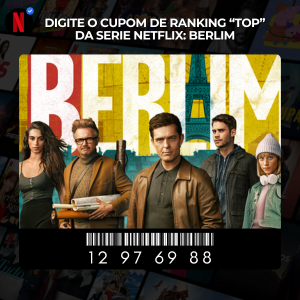 N
DIGITE O CUPOM DE RANKING “TOP”
DA SERIE NETFLIX: BERLIM
BERLIM
12 97 69 88